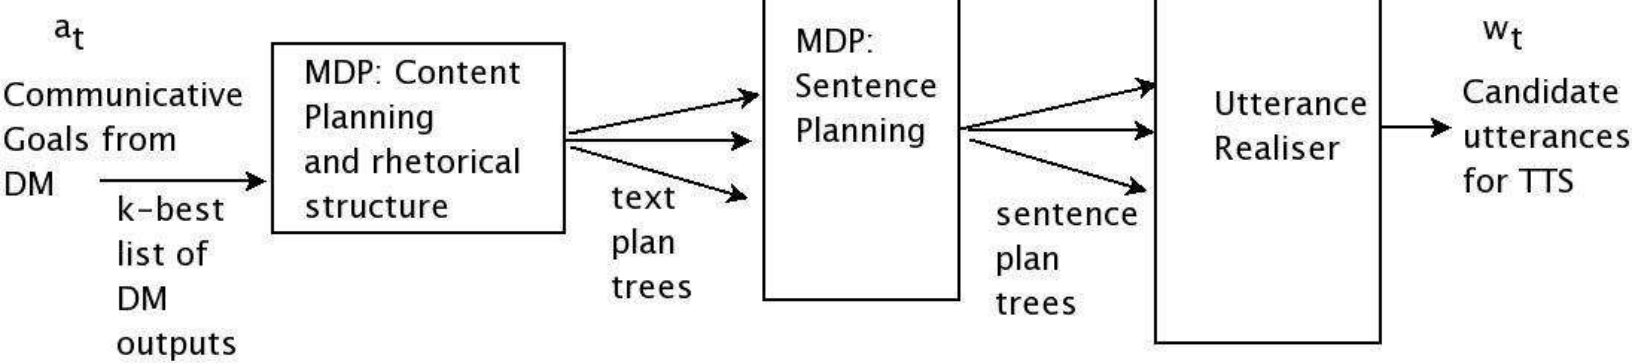 a_t
Communicative
Goals from
DM
k-best
list of
DM
outputs
MDP: Content
Planning
and rhetorical
structure
text
plan
trees
MDP:
Sentence
Planning
sentence
plan
trees
Utterance
Realiser
w_t
Candidate
utterances
for TTS